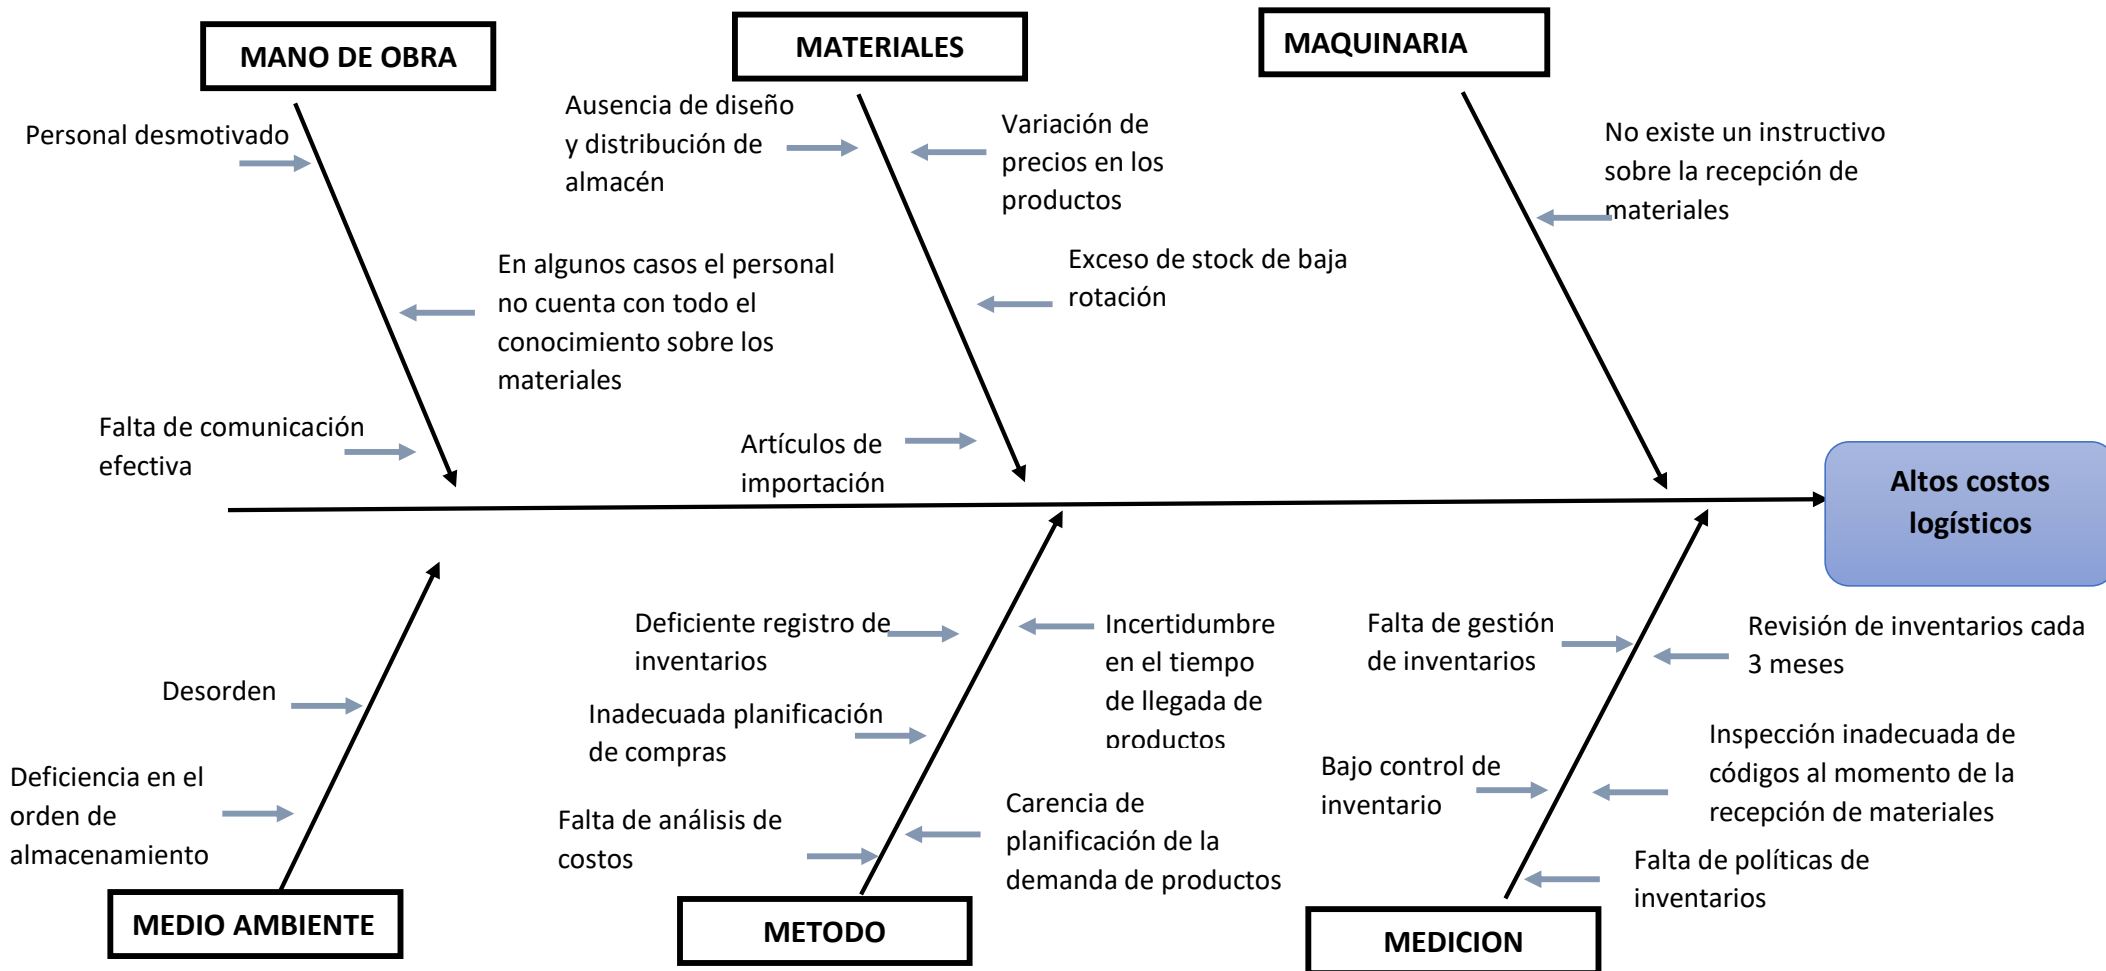 MANO DE OBRA
MATERIALES
MAQUINARIA
Personal desmotivado
Ausencia de diseño
y distribución de
almacén
Variación de
precios en los
productos
No existe un instructivo
sobre la recepción de
materiales
En algunos casos el personal
no cuenta con todo el
conocimiento sobre los
materiales
Exceso de stock de baja
rotación
Falta de comunicación
efectiva
Artículos de
importación
Altos costos
logísticos
Desorden
Deficiencia en el
orden de
almacenamiento
Deficiente registro de
inventarios
Inadecuada planificación
de compras
Falta de análisis de
costos
Incertidumbre
en el tiempo
de llegada de
productos
Carencia de
planificación de la
demanda de productos
Falta de gestión
de inventarios
Bajo control de
inventario
Revisión de inventarios cada
3 meses
Inspección inadecuada de
códigos al momento de la
recepción de materiales
Falta de políticas de
inventarios
MEDIO AMBIENTE
METODO
MEDICION